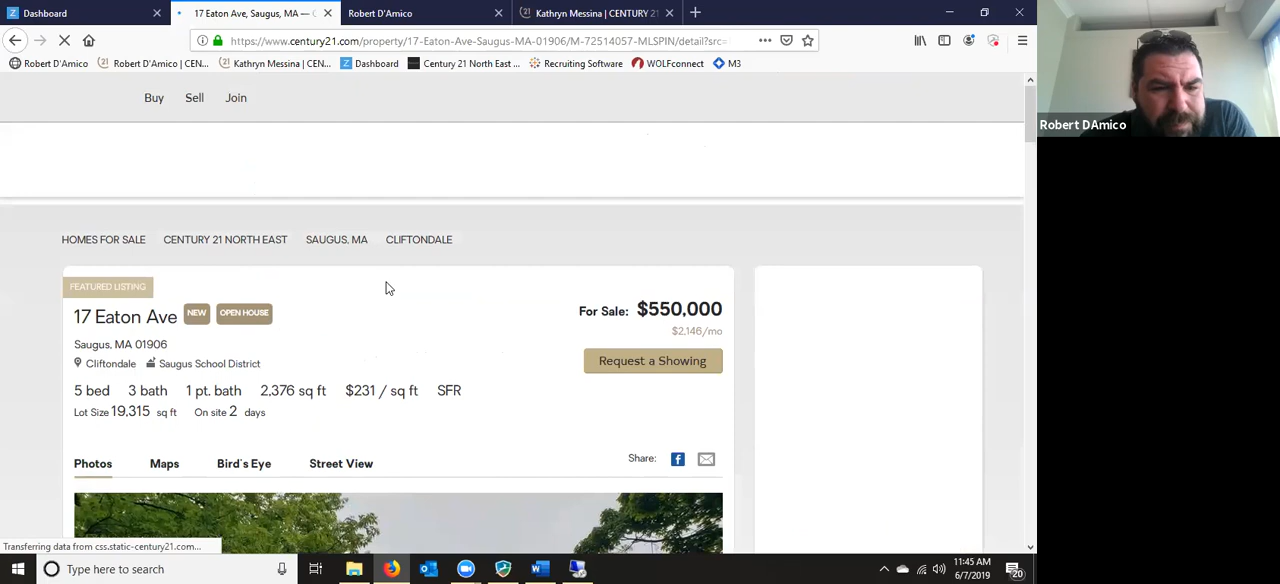 Dashboard
17 Eaton Ave, Saugus, MA — C
Robert D'Amico
Kathryn Messina | CENTURY 21
https://www.century21.com/property/17-Eaton-Ave-Saugus-MA-01906/M-72514057-MLSPIN/detail?src=
Robert D'Amico
Robert D'Amico | CEN...
Kathryn Messina | CEN...
Dashboard
Century 21 North East ...
Recruiting Software
WOLFconnect
M3
Robert DAmico
Buy Sell Join
HOMES FOR SALE CENTURY 21 NORTH EAST SAUGUS, MA CLIFTONDALE
FEATURED LISTING
17 Eaton Ave NEW OPEN HOUSE
For Sale: $550,000
$2,146/mo
Saugus, MA 01906
Request a Showing
Cliftondale Saugus School District
5 bed 3 bath 1 pt. bath 2,376 sq ft $231 / sq ft SFR
Lot Size 19,315 sq ft On site 2 days
Photos Maps Bird's Eye Street View
Share:
Transferring data from css.static-century21.com...
Type here to search
11:45 AM
6/7/2019
20